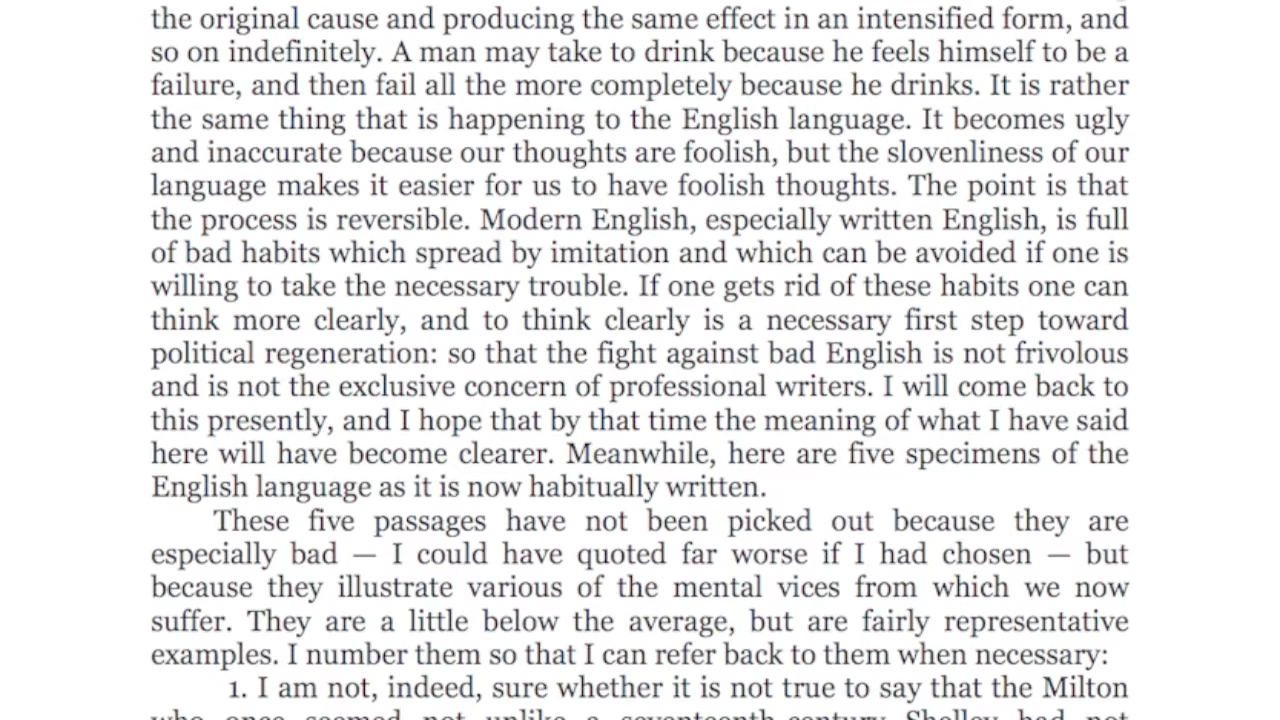 the original cause and producing the same effect in an intensified form, and
so on indefinitely. A man may take to drink because he feels himself to be a
failure, and then fail all the more completely because he drinks. It is rather
the same thing that is happening to the English language. It becomes ugly
and inaccurate because our thoughts are foolish, but the slovenliness of our
language makes it easier for us to have foolish thoughts. The point is that
the process is reversible. Modern English, especially written English, is full
of bad habits which spread by imitation and which can be avoided if one is
willing to take the necessary trouble. If one gets rid of these habits one can
think more clearly, and to think clearly is a necessary first step toward
political regeneration: so that the fight against bad English is not frivolous
and is not the exclusive concern of professional writers. I will come back to
this presently, and I hope that by that time the meaning of what I have said
here will have become clearer. Meanwhile, here are five specimens of the
English language as it is now habitually written.
These five passages have not been picked out because they are
especially bad — I could have quoted far worse if I had chosen — but
because they illustrate various of the mental vices from which we now
suffer. They are a little below the average, but are fairly representative
examples. I number them so that I can refer back to them when necessary:
1. I am not, indeed, sure whether it is not true to say that the Milton
who once seemed not unlike a seventeenth-century Shelley had not